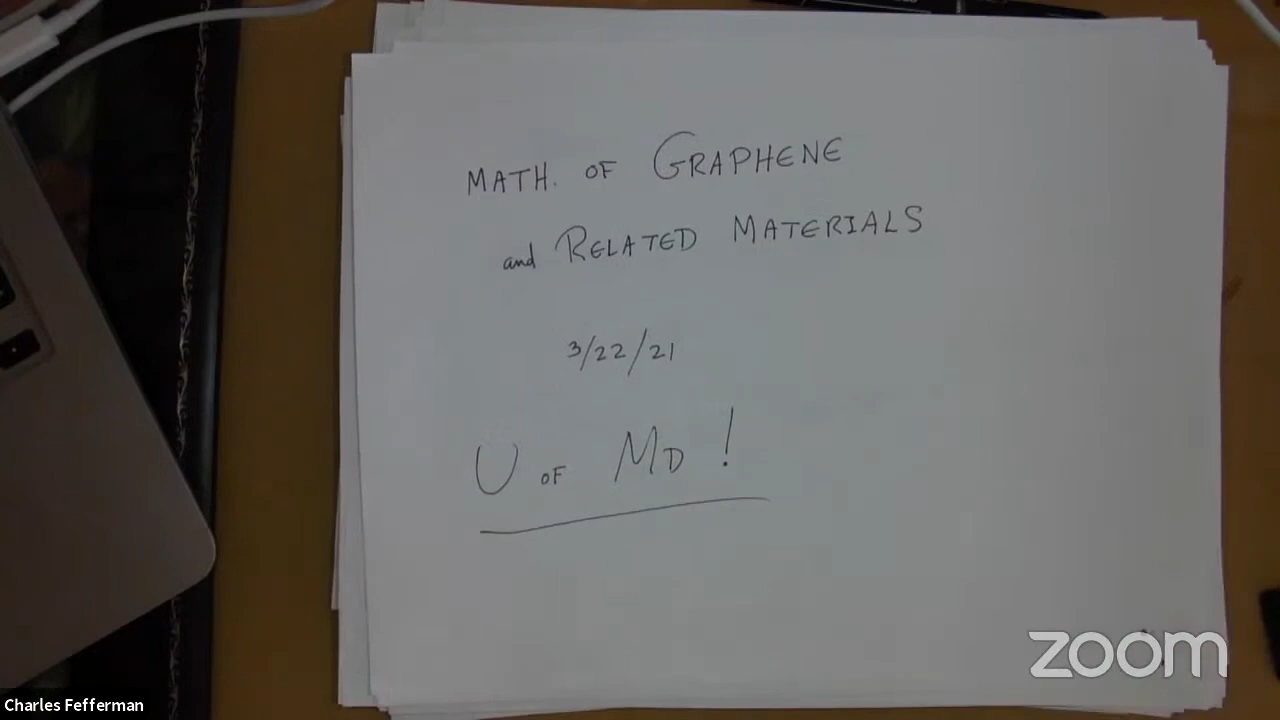 MATH. OF GRAPHENE
and RELATED MATERIALS
3/22/21
U OF MD !
zoom
Charles Fefferman